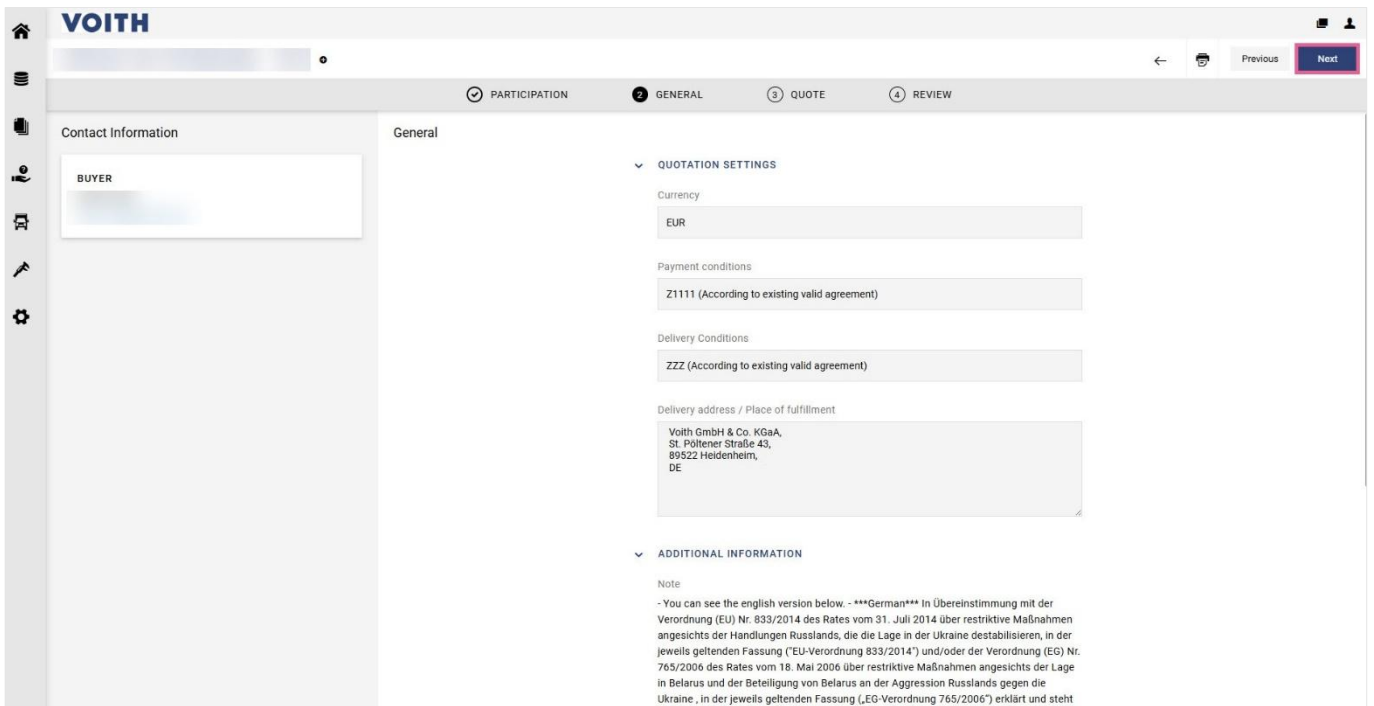 VOITH
Previous
Next
PARTICIPATION
2 GENERAL
3 QUOTE
4 REVIEW
Contact Information
General
BUYER
QUOTATION SETTINGS
Currency
EUR
Payment conditions
Z1111 (According to existing valid agreement)
Delivery Conditions
ZZZ (According to existing valid agreement)
Delivery address / Place of fulfillment
Voith GmbH & Co. KGaA,
St. Pöltener Straße 43,
89522 Heidenheim,
DE
ADDITIONAL INFORMATION
Note
- You can see the english version below. - ***German*** In Übereinstimmung mit der
Verordnung (EU) Nr. 833/2014 des Rates vom 31. Juli 2014 über restriktive Maßnahmen
angesichts der Handlungen Russlands, die die Lage in der Ukraine destabilisieren, in der
jeweils geltenden Fassung ("EU-Verordnung 833/2014") und/oder der Verordnung (EG) Nr.
765/2006 des Rates vom 18. Mai 2006 über restriktive Maßnahmen angesichts der Lage
in Belarus und der Beteiligung von Belarus an der Aggression Russlands gegen die
Ukraine , in der jeweils geltenden Fassung („EG-Verordnung 765/2006“) erklärt und steht